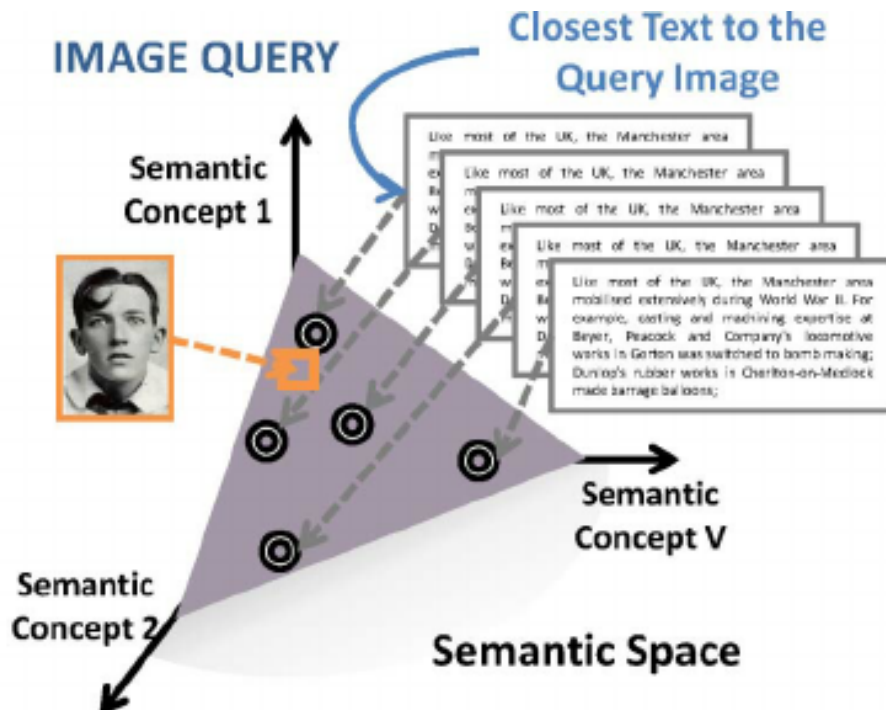 IMAGE QUERY
Closest Text to the
Query Image
Semantic
Concept 1
Like most of the UK, the Manchester area
Like most of the UK, the Manchester area
Like most of the UK, the Manchester area
Like most of the UK, the Manchester area
Like most of the UK, the Manchester area
mobilised extensively during World War II. For
example, casting and machining expertise at
Beyer, Peacock and Company's locomotive
works in Gorton was switched to bomb making;
Dunlop's rubber works in Chorlton-on-Medlock
made barrage balloons;
Semantic
Concept V
Semantic
Concept 2
Semantic Space